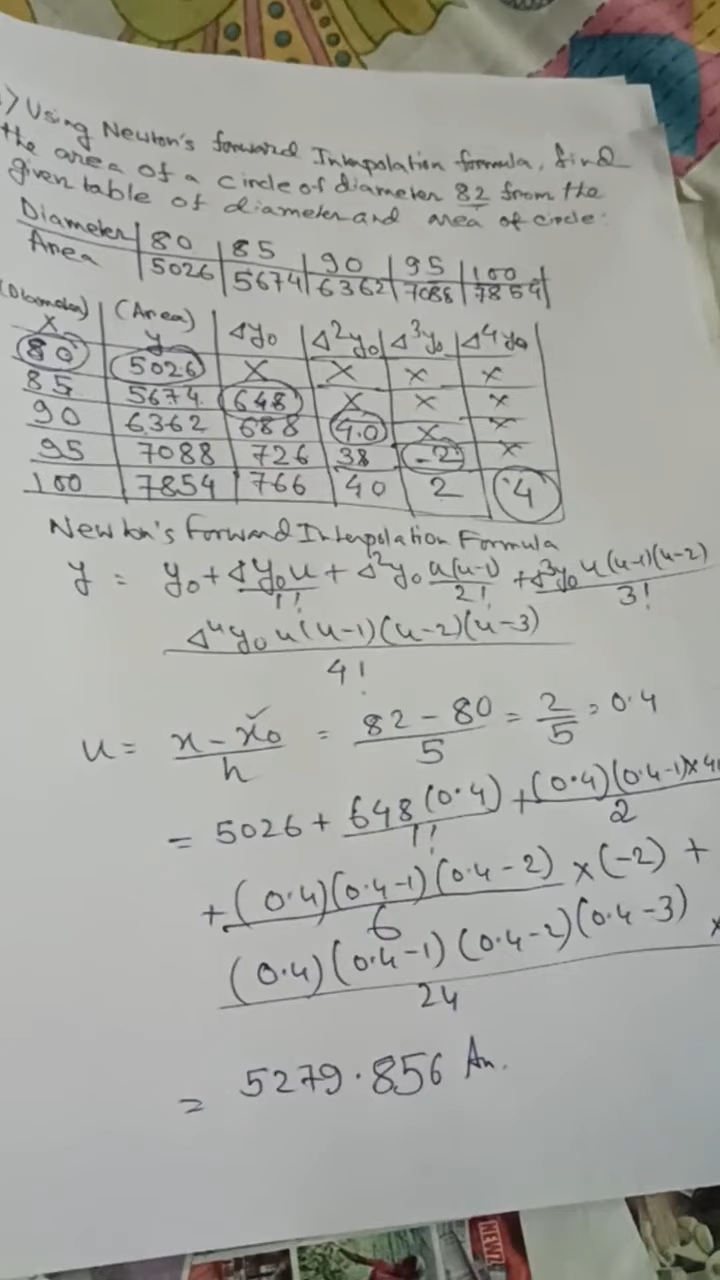 >) Using Newton's forward Interpolation formula, find
the area of a circle of diameter 82 from the
given table of diameter and area of circle:
Diameter | 80 | 85 | 90 | 95 | 100
Area | 5026 | 5674 | 6362 | 7088 | 7854
(Diameter) x | (Area) y | Δy₀ | Δ²y₀ | Δ³y₀ | Δ⁴y₀
80 | 5026 | x | x | x | x
85 | 5674 | 648 | x | x | x
90 | 6362 | 688 | 40 | x | x
95 | 7088 | 726 | 38 | -2 | x
100 | 7854 | 766 | 40 | 2 | 4
Newton's Forward Interpolation Formula
y = y₀ + Δy₀u/1! + Δ²y₀ u(u-1)/2! + Δ³y₀ u(u-1)(u-2)/3!
Δ⁴y₀ u(u-1)(u-2)(u-3)/4!
u = x - x₀/h = 82 - 80/5 = 2/5 = 0.4
= 5026 + 648(0.4)/1! + (0.4)(0.4-1)×40/2
+ (0.4)(0.4-1)(0.4-2)/6 × (-2) +
(0.4)(0.4-1)(0.4-2)(0.4-3)/24 ×
= 5279.856 An.
NEWZ